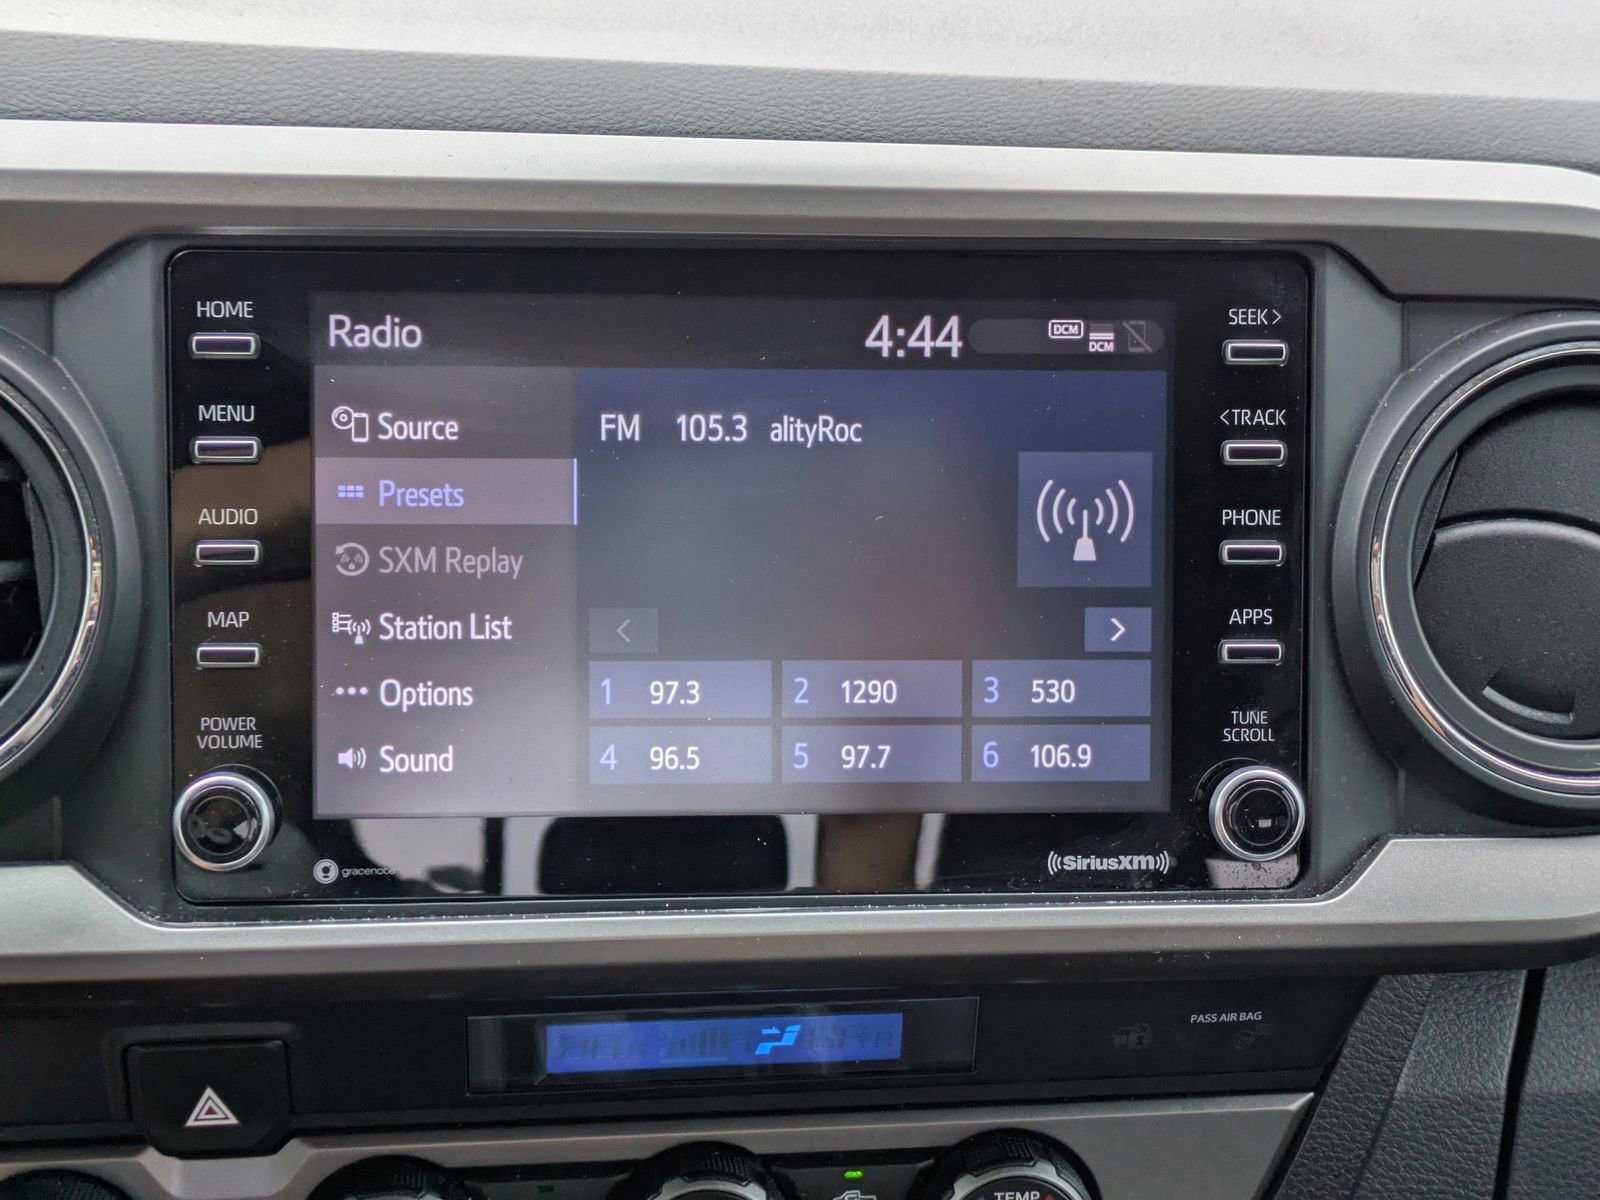 HOME
MENU
AUDIO
MAP
POWER
VOLUME
Radio
4:44
DCM
DCM
Source
Presets
SXM Replay
Station List
Options
Sound
FM 105.3 alityRoc
<
>
1 97.3
2 1290
3 530
4 96.5
5 97.7
6 106.9
SEEK >
< TRACK
PHONE
APPS
TUNE
SCROLL
gracenote
((SiriusXM))
PASS AIR BAG
TEMP